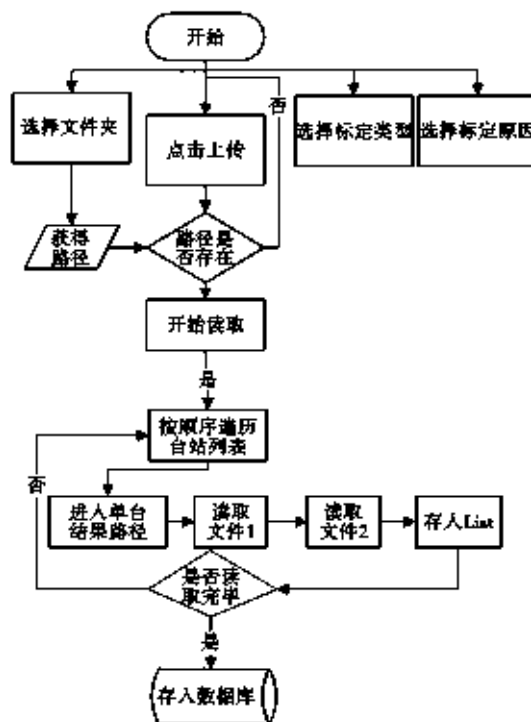 开始
否
选择文件夹
点击上传
选择标定类型
选择标定原因
获得
路径
路径是
否存在
开始读取
是
按顺序遍历
台站列表
否
进入单台
结果路径
读取
文件1
读取
文件2
存入List
是否读
取完毕
是
存入数据库